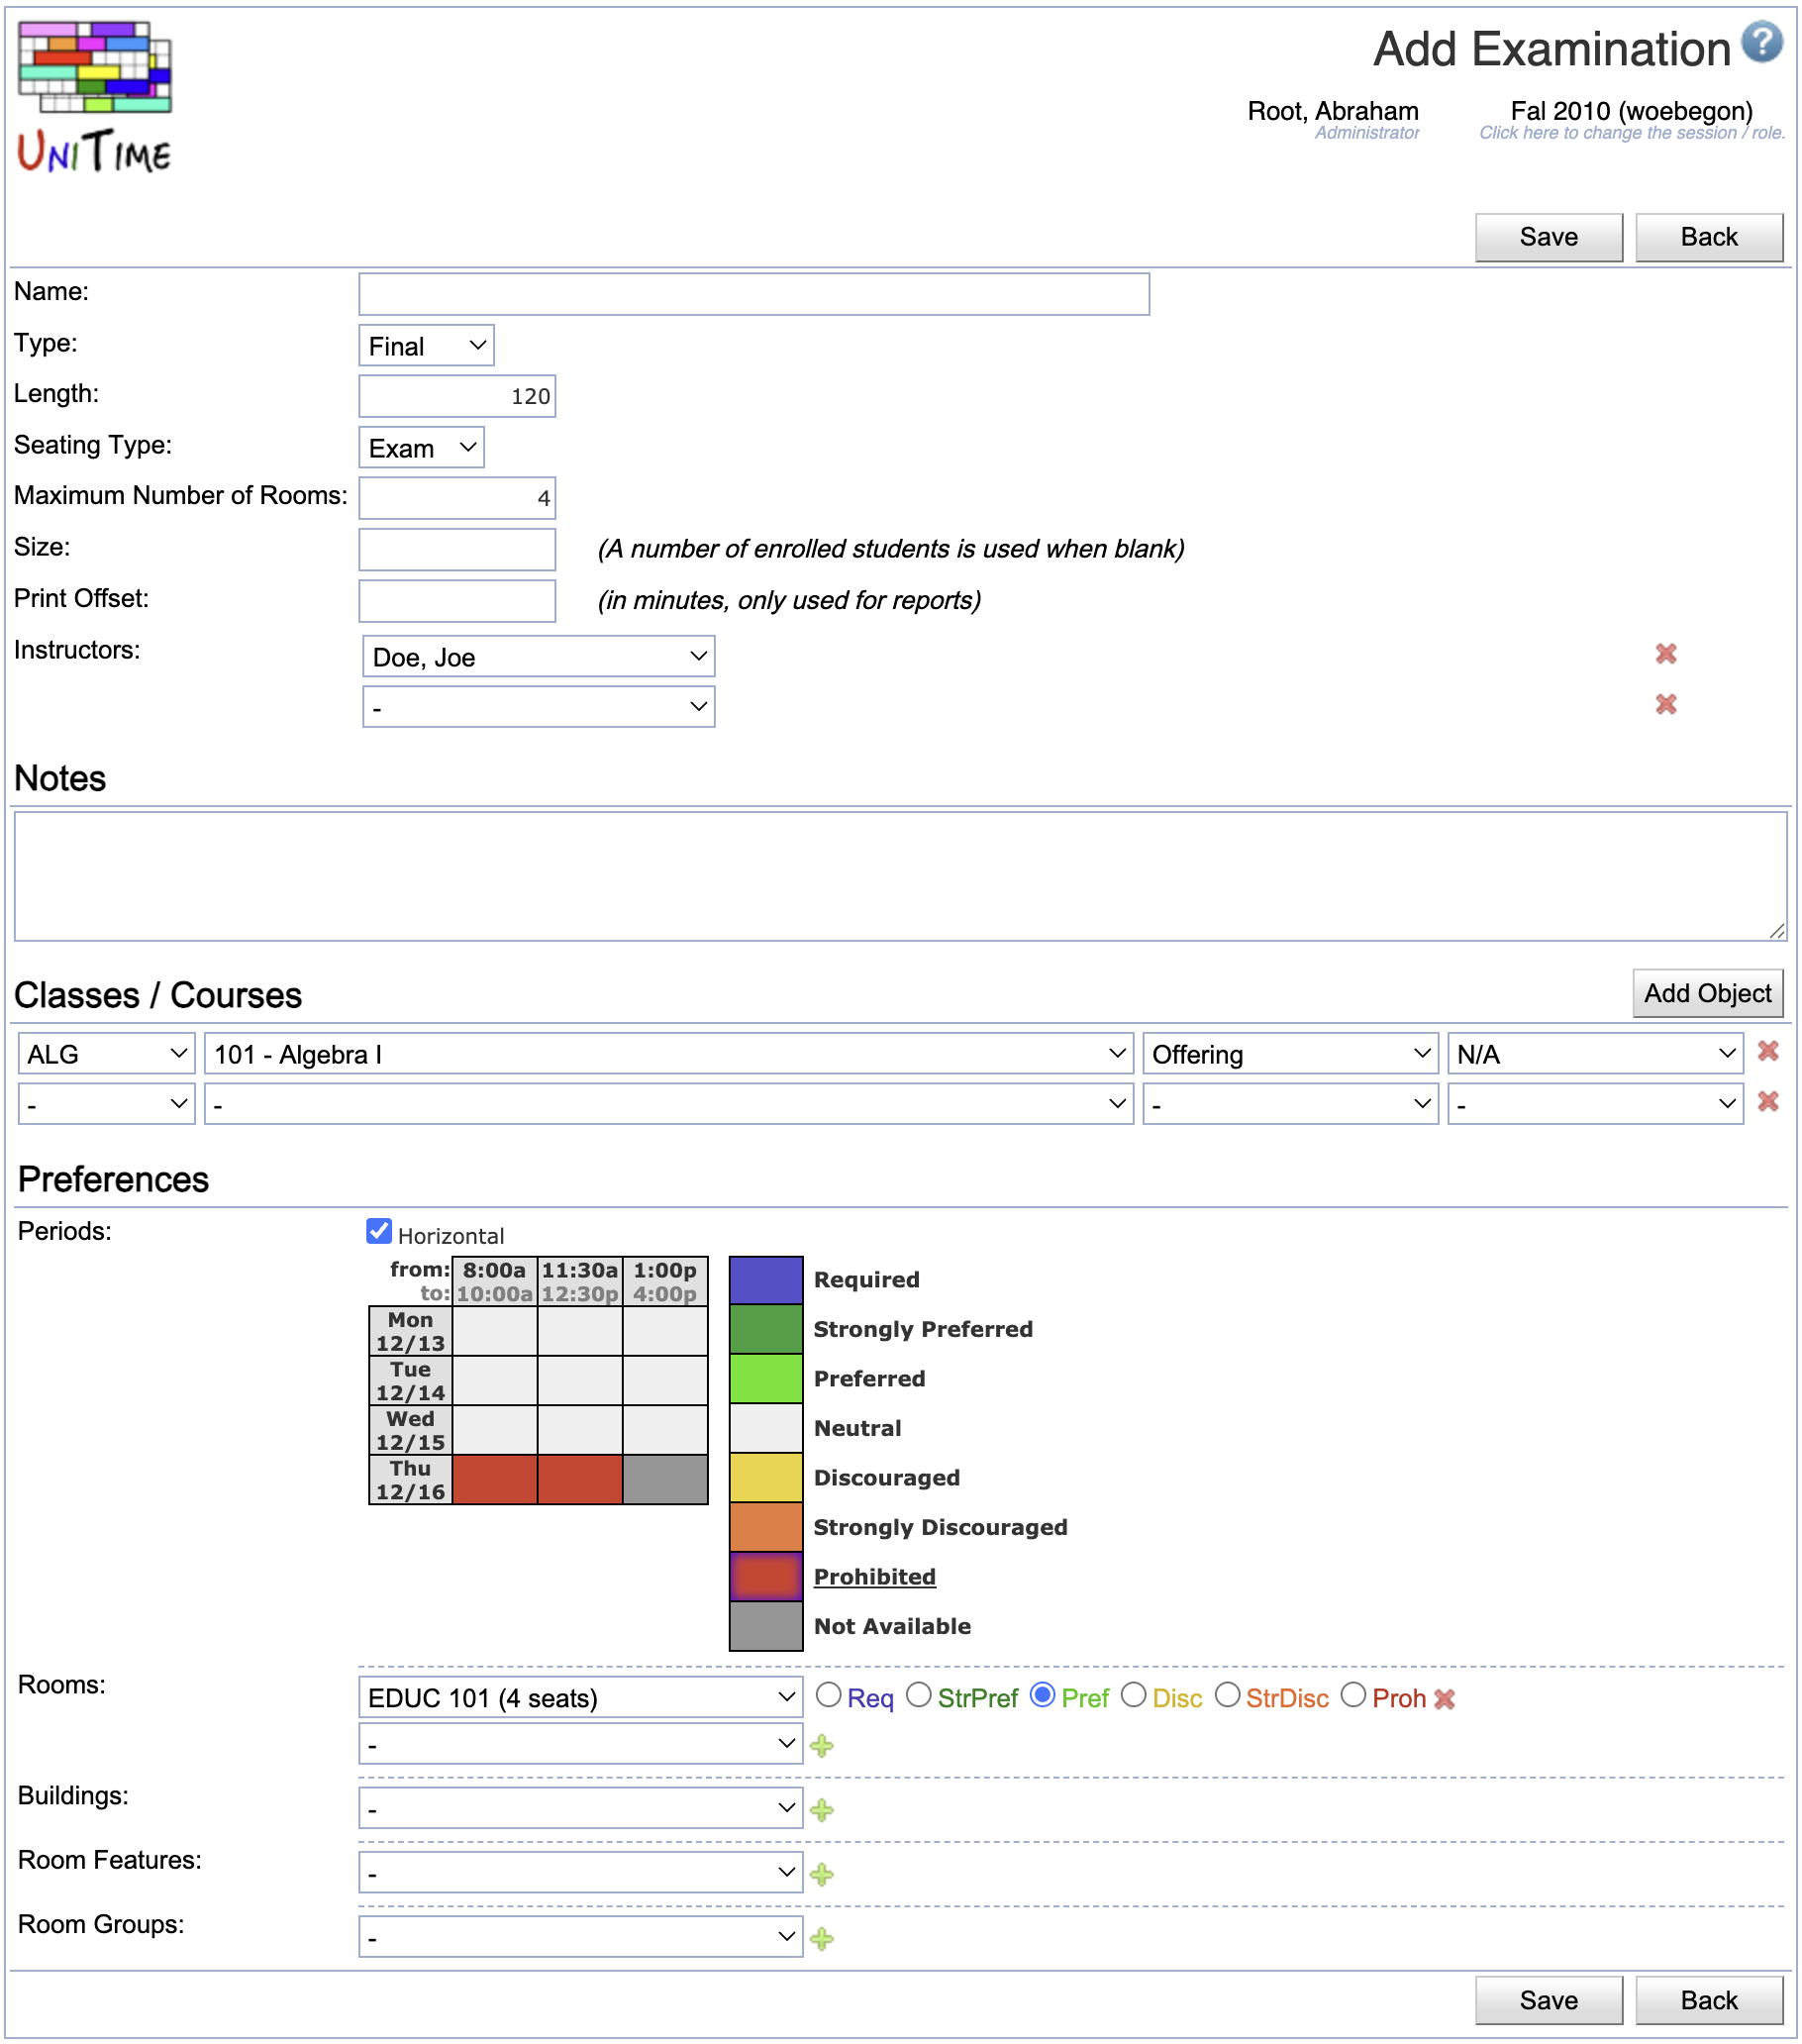 UNITIME
Add Examination ?
Root, Abraham
Administrator
Fal 2010 (woebegon)
Click here to change the session / role.
Save Back
Name:
Type: Final
Length: 120
Seating Type: Exam
Maximum Number of Rooms: 4
Size: (A number of enrolled students is used when blank)
Print Offset: (in minutes, only used for reports)
Instructors: Doe, Joe
-
Notes
Classes / Courses Add Object
ALG 101 - Algebra I Offering N/A
- - - -
Preferences
Periods: Horizontal
from: 8:00a 11:30a 1:00p
to: 10:00a 12:30p 4:00p
Mon
12/13
Tue
12/14
Wed
12/15
Thu
12/16
Required
Strongly Preferred
Preferred
Neutral
Discouraged
Strongly Discouraged
Prohibited
Not Available
Rooms: EDUC 101 (4 seats) Req StrPref Pref Disc StrDisc Proh
-
Buildings: -
Room Features: -
Room Groups: -
Save Back